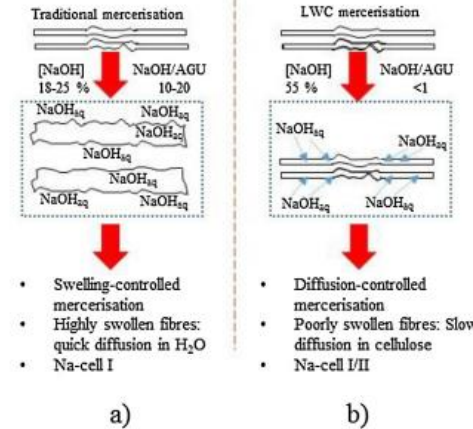 Traditional mercerisation
[NaOH] NaOH/AGU
18-25 % 10-20
NaOHaq NaOHaq
NaOHaq
NaOHaq
NaOHaq
NaOHaq NaOHaq
• Swelling-controlled
mercerisation
• Highly swollen fibres:
quick diffusion in H₂O
• Na-cell I
a)
LWC mercerisation
[NaOH] NaOH/AGU
55 % <1
NaOHaq
NaOHaq
NaOHaq NaOHaq
• Diffusion-controlled
mercerisation
• Poorly swollen fibres: Slow
diffusion in cellulose
• Na-cell I/II
b)